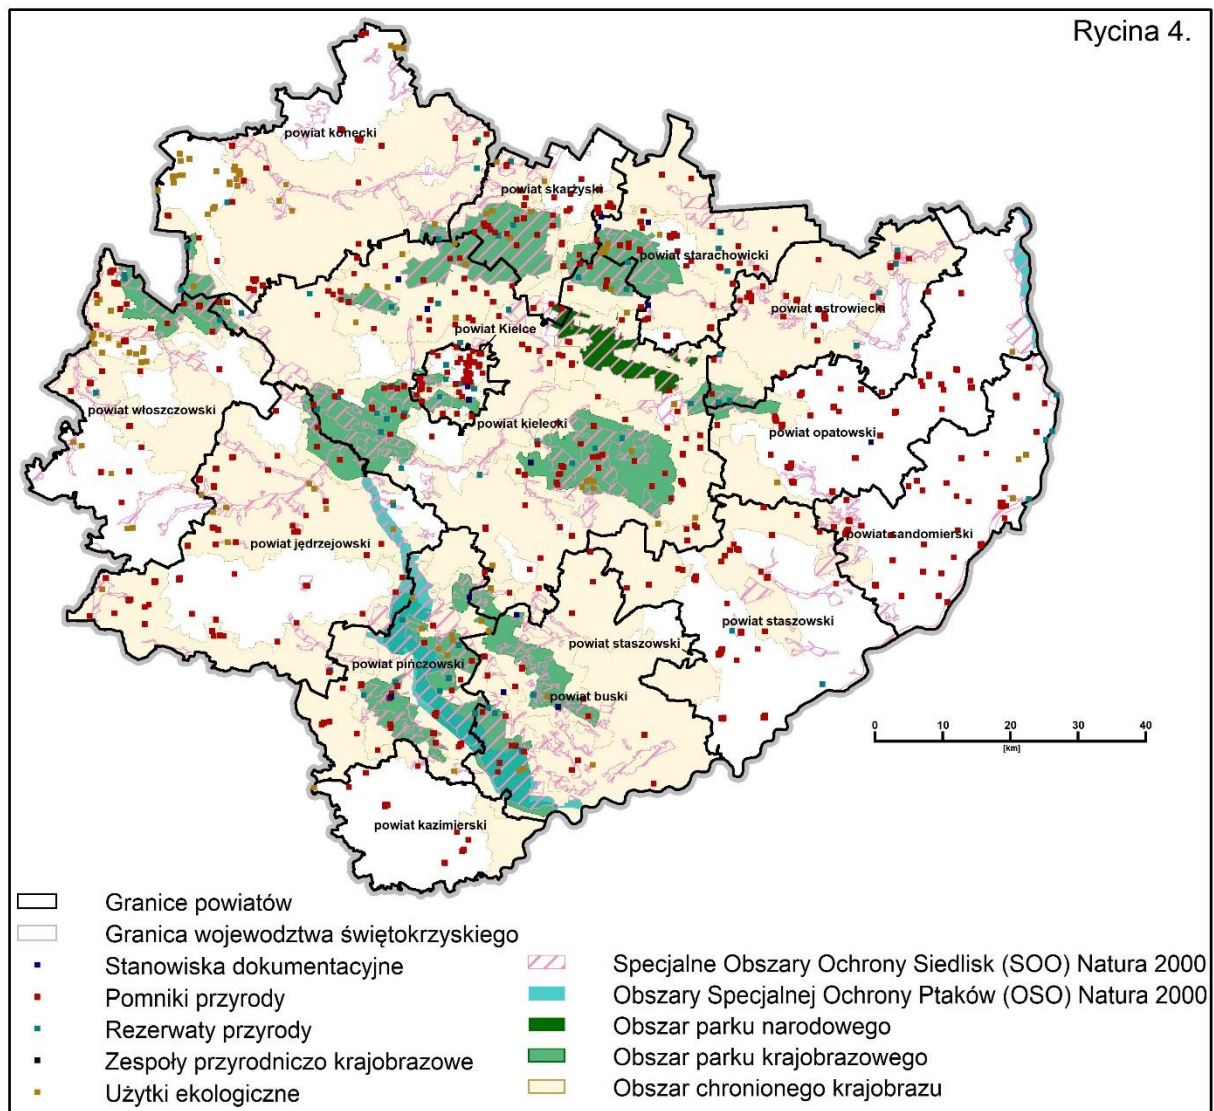 Rycina 4.
powiat konecki
powiat skarżyski
powiat starachowicki
powiat ostrowiecki
powiat Kielce
powiat włoszczowski
powiat kielecki
powiat opatowski
powiat jędrzejowski
powiat sandomierski
powiat staszowski
powiat staszowski
powiat pińczowski
powiat buski
0 10 20 30 40
[km]
powiat kazimierski
Granice powiatów
Granica wojewodztwa świętokrzyskiego
Stanowiska dokumentacyjne
Pomniki przyrody
Rezerwaty przyrody
Zespoły przyrodniczo krajobrazowe
Użytki ekologiczne
Specjalne Obszary Ochrony Siedlisk (SOO) Natura 2000
Obszary Specjalnej Ochrony Ptaków (OSO) Natura 2000
Obszar parku narodowego
Obszar parku krajobrazowego
Obszar chronionego krajobrazu